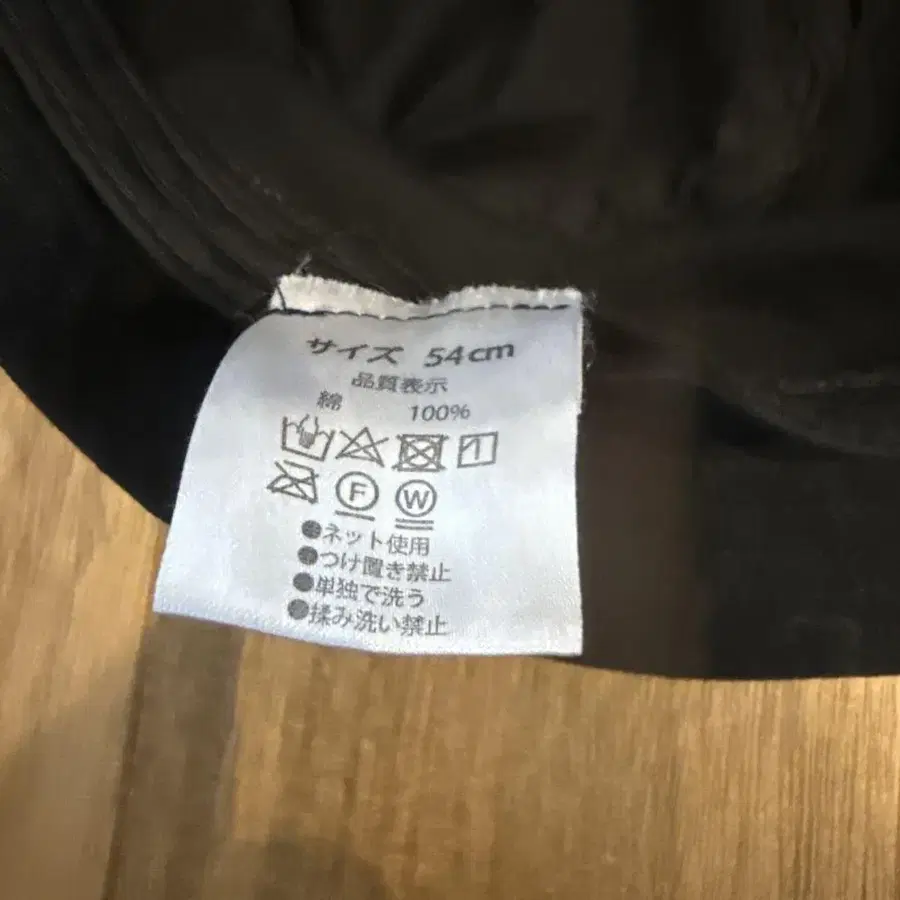 サイズ 54cm
品質表示
綿 100%
F W
●ネット使用
●つけ置き禁止
●単独で洗う
●揉み洗い禁止